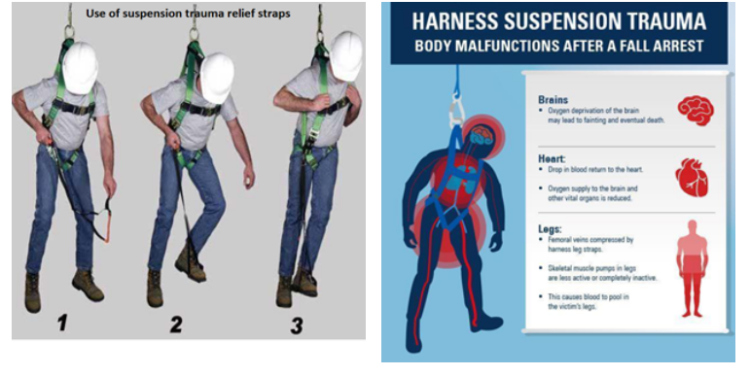 Use of suspension trauma relief straps
1
2
3
HARNESS SUSPENSION TRAUMA
BODY MALFUNCTIONS AFTER A FALL ARREST
Brains
• Oxygen deprivation of the brain
may lead to fainting and eventual death.
Heart:
• Drop in blood return to the heart.
• Oxygen supply to the brain and
other vital organs is reduced.
Legs:
• Femoral veins compressed by
harness leg straps.
• Skeletal muscle pumps in legs
are less active or completely inactive.
• This causes blood to pool in
the victim's legs.